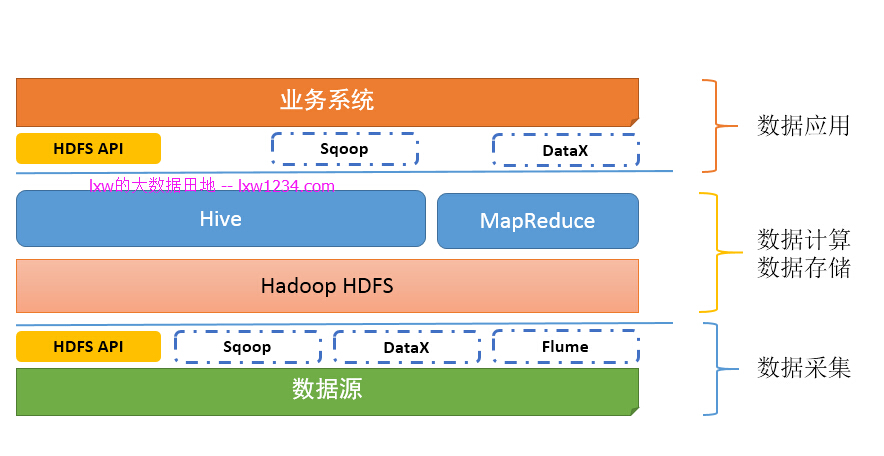 业务系统
HDFS API
Sqoop
DataX
数据应用
lxw的大数据田地 -- lxw1234.com
Hive
MapReduce
数据计算
数据存储
Hadoop HDFS
HDFS API
Sqoop
DataX
Flume
数据采集
数据源